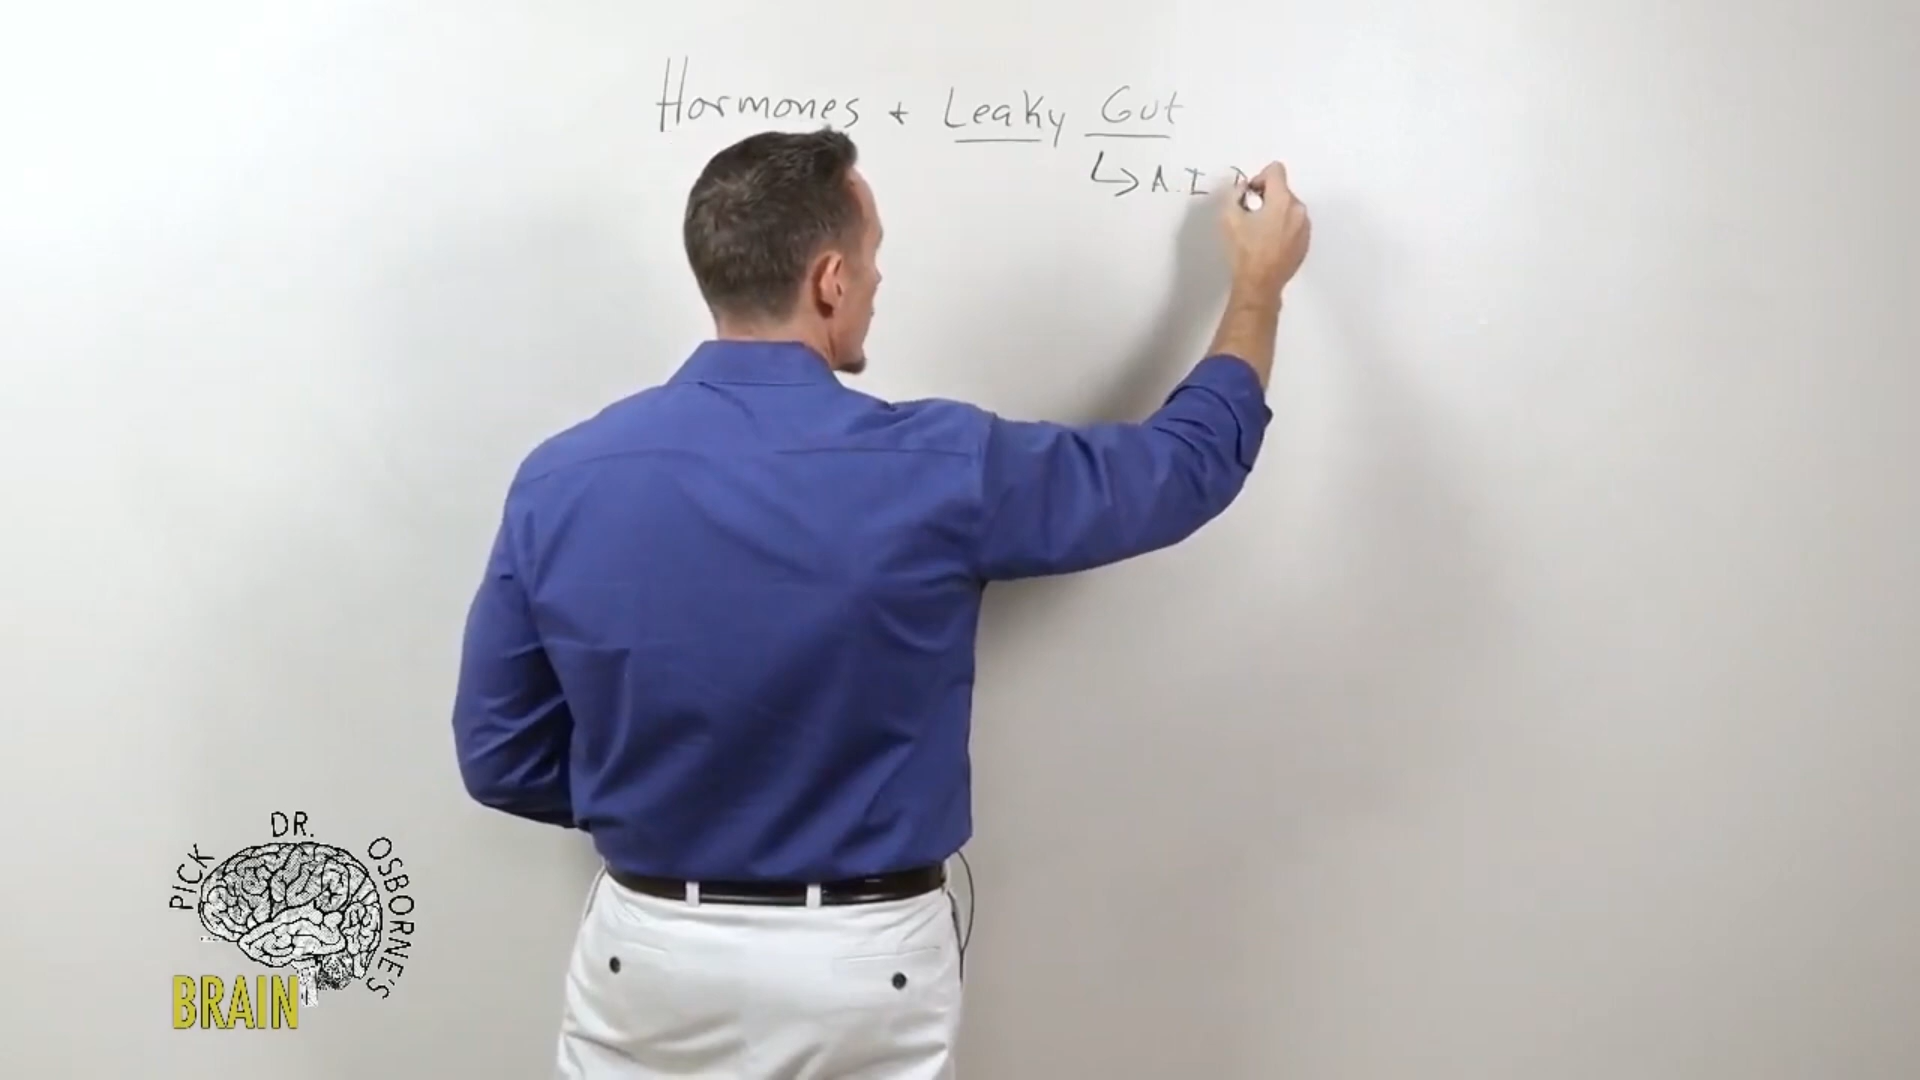 Hormones + Leaky Gut
↳ A.I.
PICK DR. OSBORNE'S
BRAIN